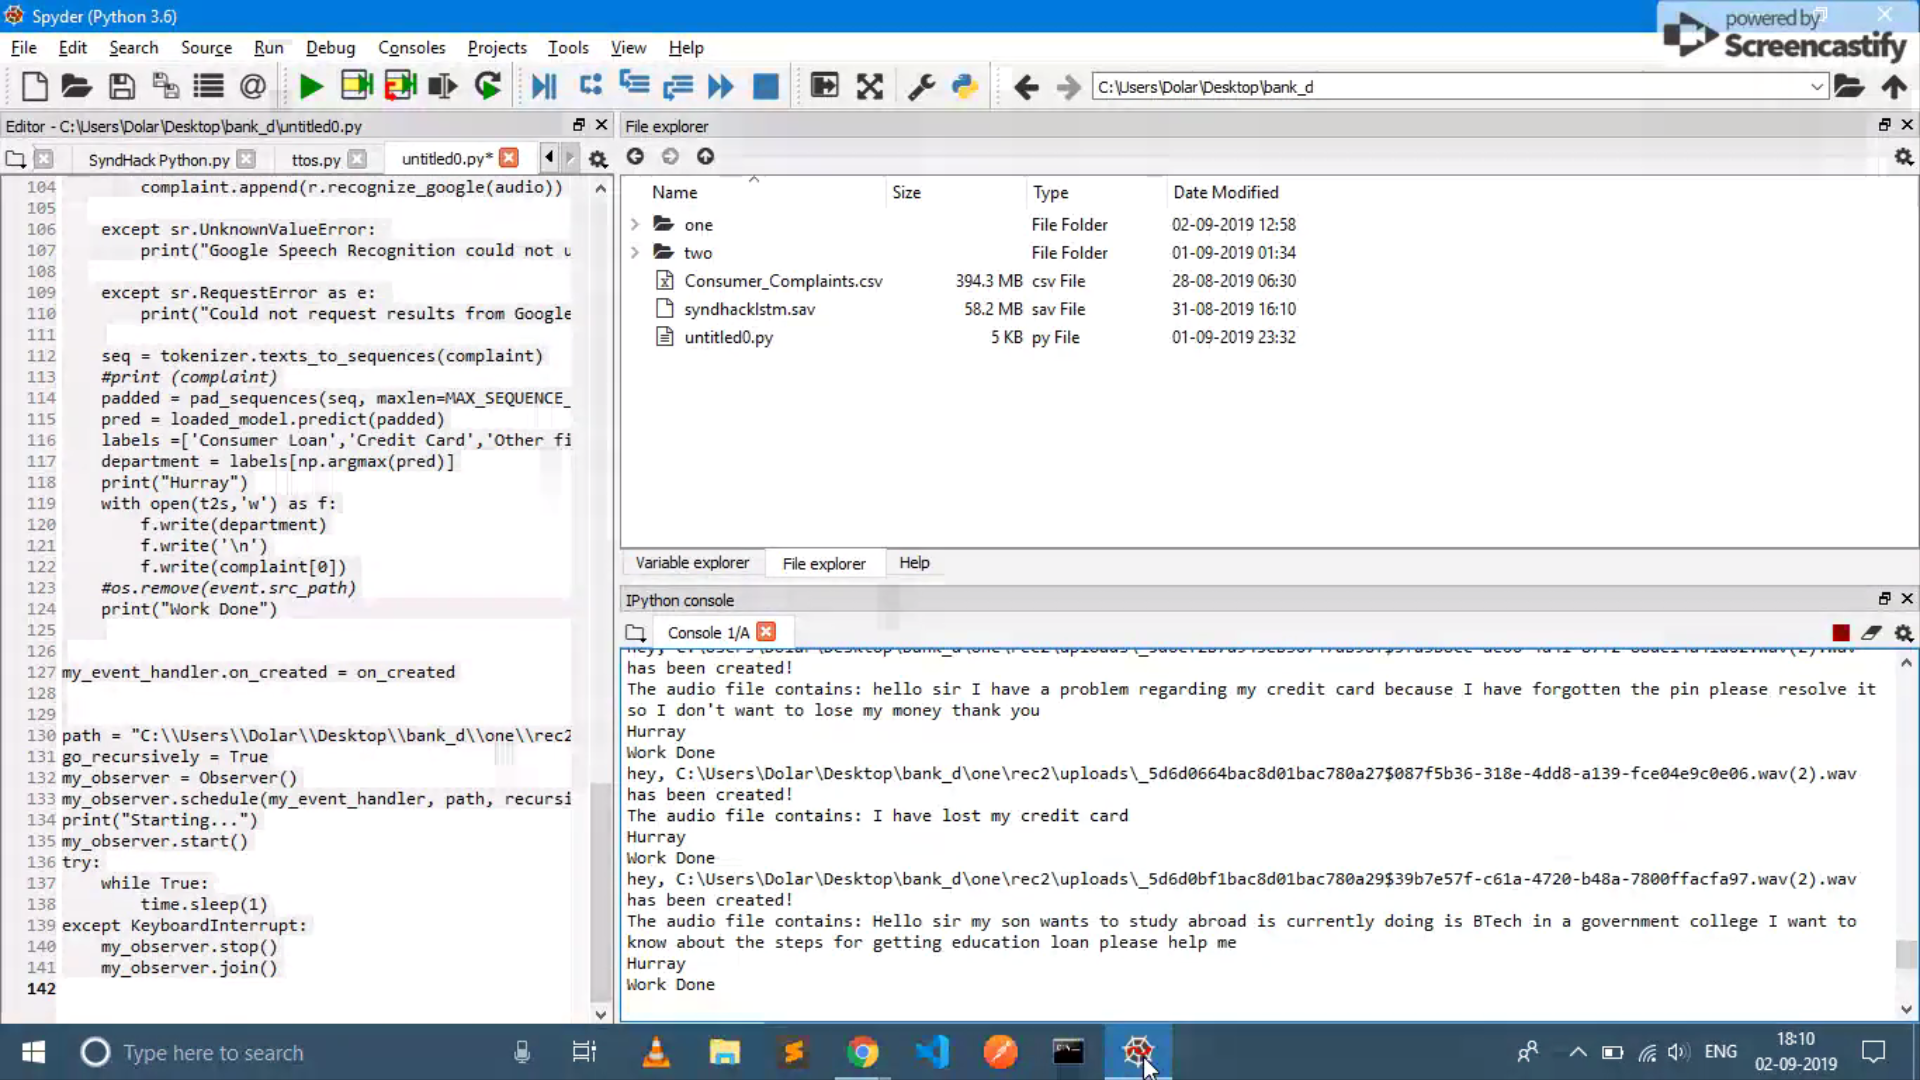 Spyder (Python 3.6)
powered by
Screencastify
File Edit Search Source Run Debug Consoles Projects Tools View Help
C:\Users\Dolar\Desktop\bank_d
Editor - C:\Users\Dolar\Desktop\bank_d\untitled0.py
SyndHack Python.py ttos.py untitled0.py*
104 complaint.append(r.recognize_google(audio))
105
106 except sr.UnknownValueError:
107 print("Google Speech Recognition could not u
108
109 except sr.RequestError as e:
110 print("Could not request results from Google
111
112 seq = tokenizer.texts_to_sequences(complaint)
113 #print (complaint)
114 padded = pad_sequences(seq, maxlen=MAX_SEQUENCE_
115 pred = loaded_model.predict(padded)
116 labels =['Consumer Loan','Credit Card','Other fi
117 department = labels[np.argmax(pred)]
118 print("Hurray")
119 with open(t2s,'w') as f:
120 f.write(department)
121 f.write('\n')
122 f.write(complaint[0])
123 #os.remove(event.src_path)
124 print("Work Done")
125
126
127 my_event_handler.on_created = on_created
128
129
130 path = "C:\\Users\\Dolar\\Desktop\\bank_d\\one\\rec2
131 go_recursively = True
132 my_observer = Observer()
133 my_observer.schedule(my_event_handler, path, recursi
134 print("Starting...")
135 my_observer.start()
136 try:
137 while True:
138 time.sleep(1)
139 except KeyboardInterrupt:
140 my_observer.stop()
141 my_observer.join()
142
File explorer
Name Size Type Date Modified
one File Folder 02-09-2019 12:58
two File Folder 01-09-2019 01:34
Consumer_Complaints.csv 394.3 MB csv File 28-08-2019 06:30
syndhacklstm.sav 58.2 MB sav File 31-08-2019 16:10
untitled0.py 5 KB py File 01-09-2019 23:32
Variable explorer File explorer Help
IPython console
Console 1/A
has been created!
The audio file contains: hello sir I have a problem regarding my credit card because I have forgotten the pin please resolve it
so I don't want to lose my money thank you
Hurray
Work Done
hey, C:\Users\Dolar\Desktop\bank_d\one\rec2\uploads\_5d6d0664bac8d01bac780a27$087f5b36-318e-4dd8-a139-fce04e9c0e06.wav(2).wav
has been created!
The audio file contains: I have lost my credit card
Hurray
Work Done
hey, C:\Users\Dolar\Desktop\bank_d\one\rec2\uploads\_5d6d0bf1bac8d01bac780a29$39b7e57f-c61a-4720-b48a-7800ffacfa97.wav(2).wav
has been created!
The audio file contains: Hello sir my son wants to study abroad is currently doing is BTech in a government college I want to
know about the steps for getting education loan please help me
Hurray
Work Done
Type here to search
ENG
18:10
02-09-2019